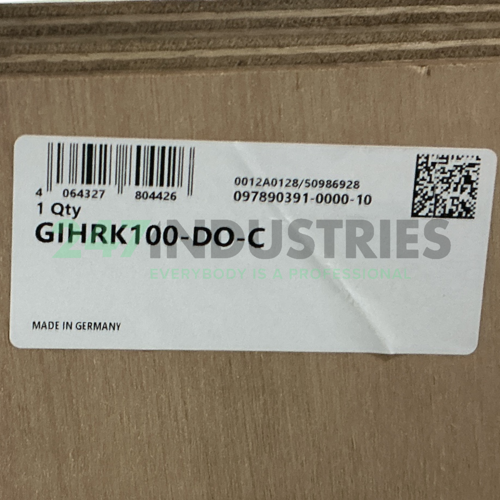 4 064327 804426
0012A0128/50986928
097890391-0000-10
1 Qty
GIHRK100-DO-C
247 INDUSTRIES
EVERYBODY IS A PROFESSIONAL
MADE IN GERMANY